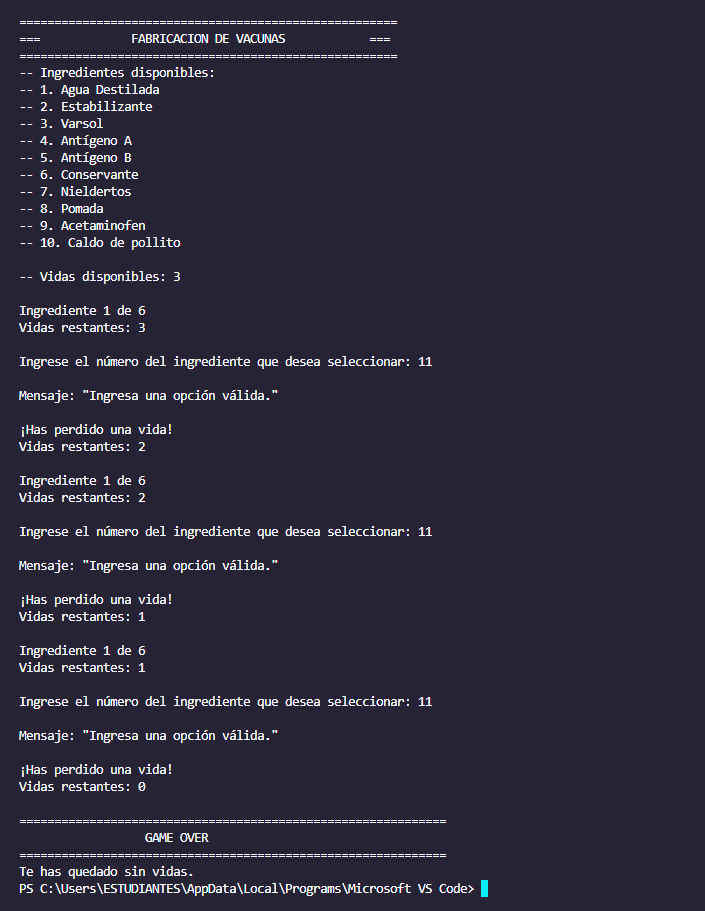 ======================================================
===             FABRICACION DE VACUNAS            ===
======================================================
-- Ingredientes disponibles:
-- 1. Agua Destilada
-- 2. Estabilizante
-- 3. Varsol
-- 4. Antígeno A
-- 5. Antígeno B
-- 6. Conservante
-- 7. Nieldertos
-- 8. Pomada
-- 9. Acetaminofen
-- 10. Caldo de pollito
-- Vidas disponibles: 3
Ingrediente 1 de 6
Vidas restantes: 3
Ingrese el número del ingrediente que desea seleccionar: 11
Mensaje: "Ingresa una opción válida."
¡Has perdido una vida!
Vidas restantes: 2
Ingrediente 1 de 6
Vidas restantes: 2
Ingrese el número del ingrediente que desea seleccionar: 11
Mensaje: "Ingresa una opción válida."
¡Has perdido una vida!
Vidas restantes: 1
Ingrediente 1 de 6
Vidas restantes: 1
Ingrese el número del ingrediente que desea seleccionar: 11
Mensaje: "Ingresa una opción válida."
¡Has perdido una vida!
Vidas restantes: 0
=============================================================
                  GAME OVER
=============================================================
Te has quedado sin vidas.
PS C:\Users\ESTUDIANTES\AppData\Local\Programs\Microsoft VS Code>